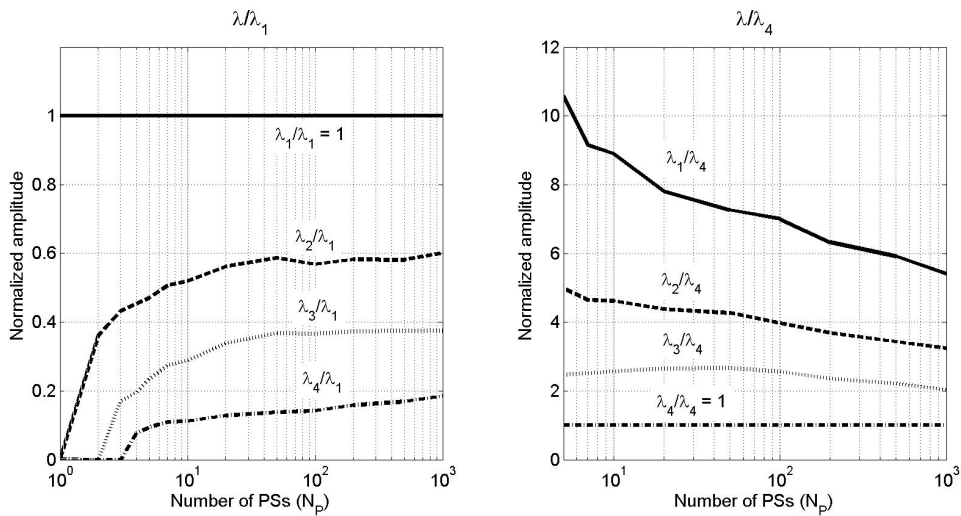 λ/λ1
Normalized amplitude
1
0.8
0.6
0.4
0.2
0
λ1/λ1 = 1
λ2/λ1
λ3/λ1
λ4/λ1
10^0
10^1
10^2
10^3
Number of PSs (NP)
λ/λ4
Normalized amplitude
12
10
8
6
4
2
0
λ1/λ4
λ2/λ4
λ3/λ4
λ4/λ4 = 1
10^1
10^2
10^3
Number of PSs (NP)